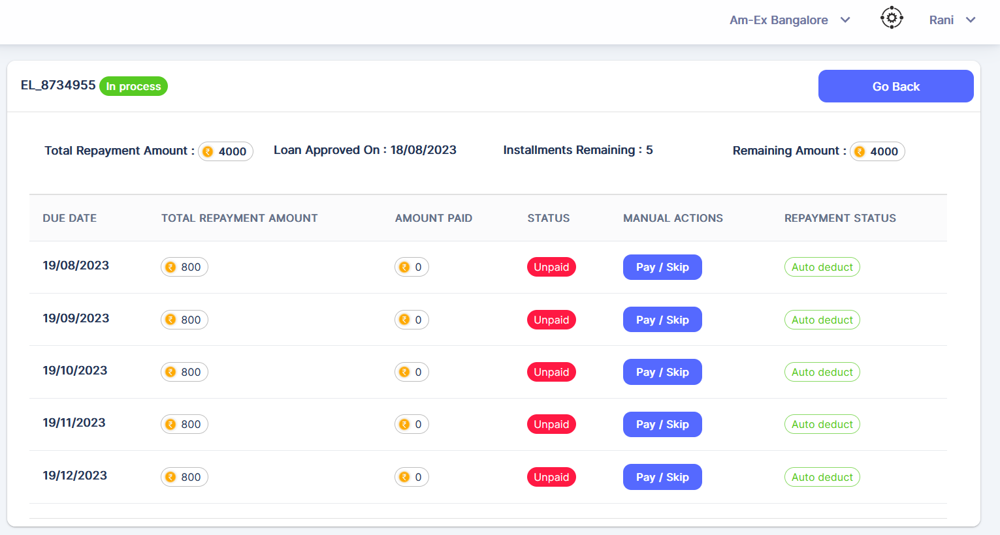 Am-Ex Bangalore Rani
EL_8734955 In process Go Back
Total Repayment Amount : ₹ 4000 Loan Approved On : 18/08/2023 Installments Remaining : 5 Remaining Amount : ₹ 4000
DUE DATE TOTAL REPAYMENT AMOUNT AMOUNT PAID STATUS MANUAL ACTIONS REPAYMENT STATUS
19/08/2023 ₹ 800 ₹ 0 Unpaid Pay / Skip Auto deduct
19/09/2023 ₹ 800 ₹ 0 Unpaid Pay / Skip Auto deduct
19/10/2023 ₹ 800 ₹ 0 Unpaid Pay / Skip Auto deduct
19/11/2023 ₹ 800 ₹ 0 Unpaid Pay / Skip Auto deduct
19/12/2023 ₹ 800 ₹ 0 Unpaid Pay / Skip Auto deduct